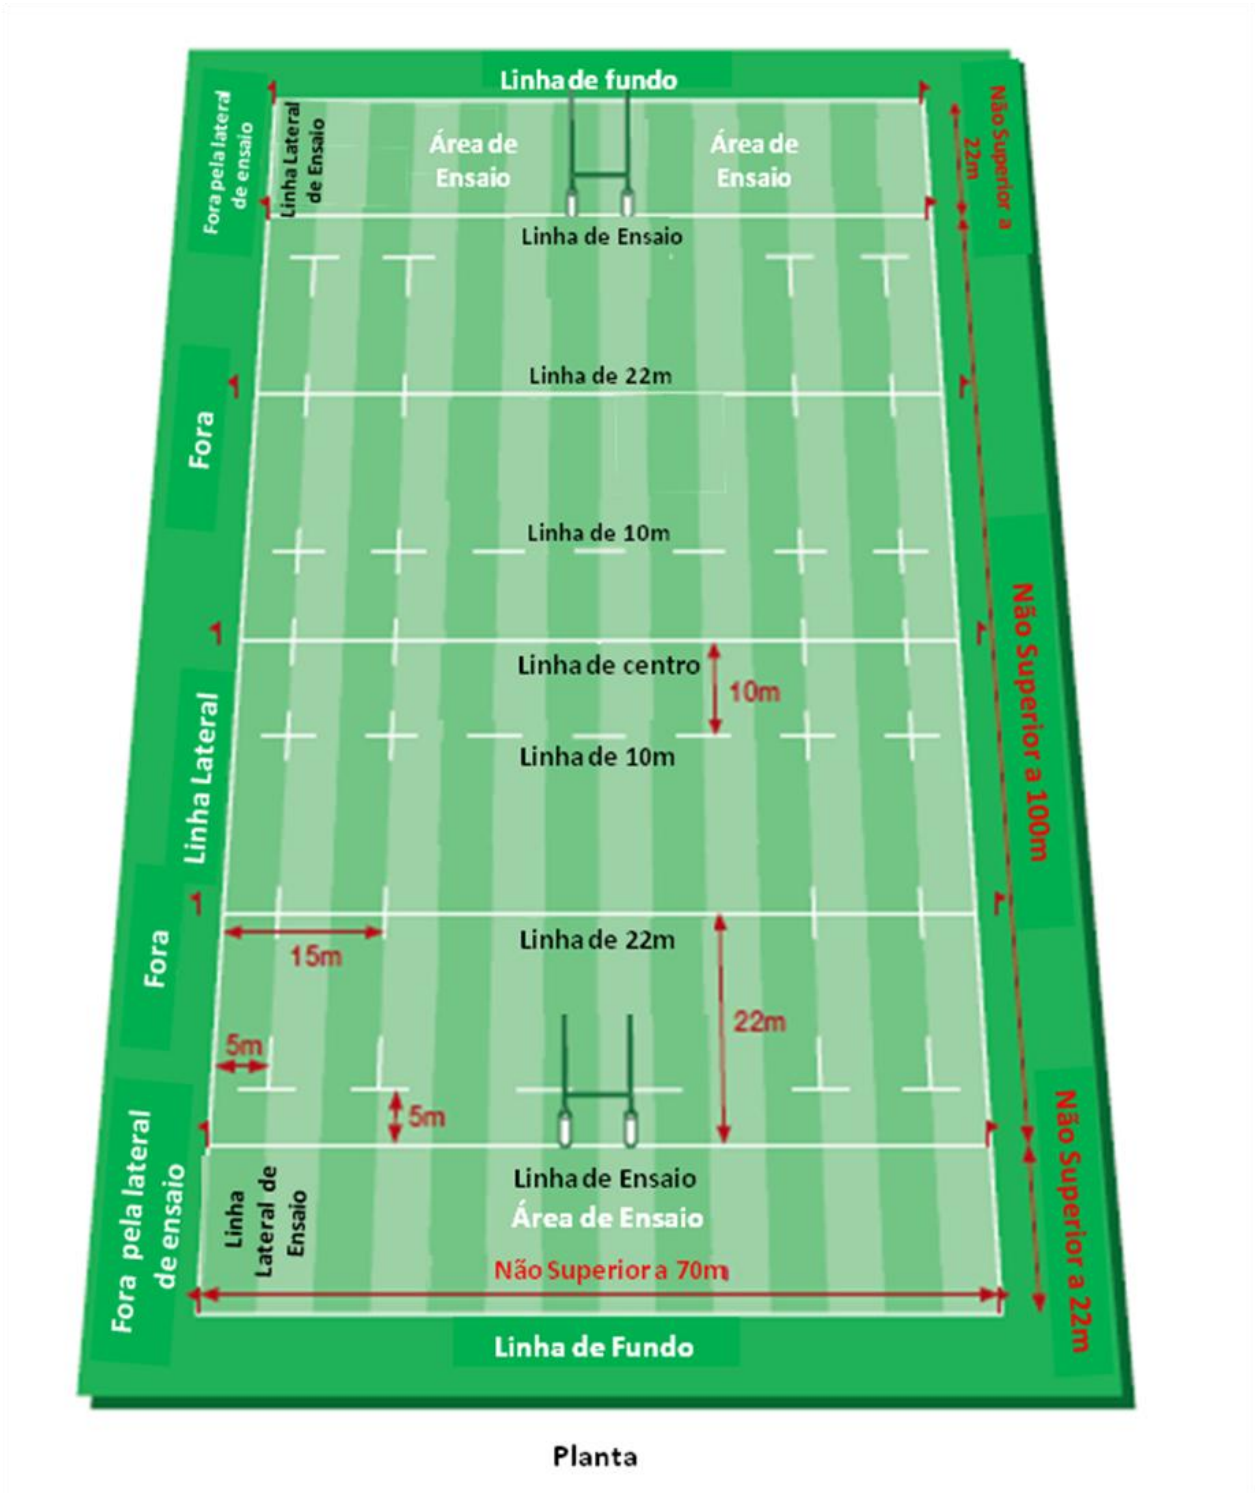 Linha de fundo
Fora pela lateral
de ensaio
Linha Lateral
de Ensaio
Área de
Ensaio
Área de
Ensaio
22m
Não Superior a
Linha de Ensaio
Linha de 22m
Fora
Linha de 10m
Linha de centro
10m
Não Superior a 100m
Linha Lateral
Linha de 10m
Linha de 22m
15m
Fora
22m
5m
5m
Fora pela lateral
de ensaio
Linha
Lateral de
Ensaio
Linha de Ensaio
Área de Ensaio
Não Superior a 70m
Não Superior a 22m
Linha de Fundo
Planta